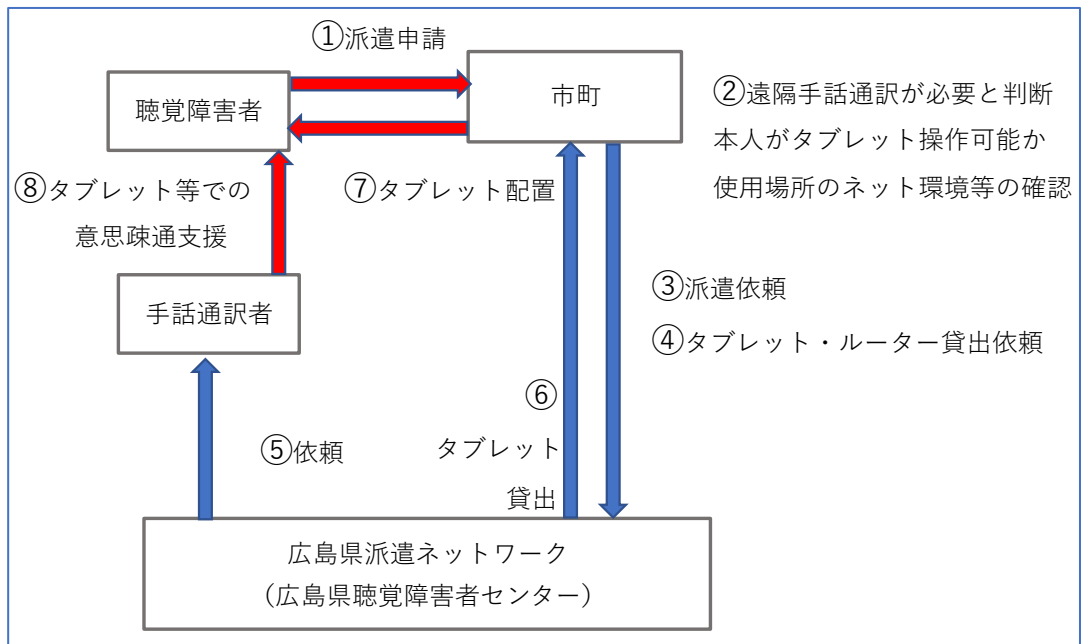 ①派遣申請
聴覚障害者
市町
②遠隔手話通訳が必要と判断
本人がタブレット操作可能か
使用場所のネット環境等の確認
⑧タブレット等での
意思疎通支援
⑦タブレット配置
手話通訳者
③派遣依頼
④タブレット・ルーター貸出依頼
⑥
タブレット
貸出
⑤依頼
広島県派遣ネットワーク
（広島県聴覚障害者センター）